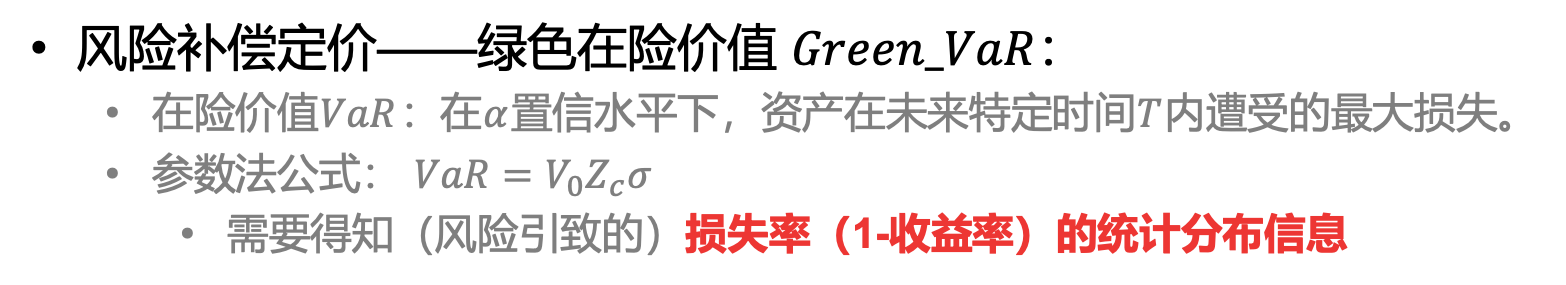 • 风险补偿定价——绿色在险价值 Green_VaR：
• 在险价值VaR：在α置信水平下，资产在未来特定时间T内遭受的最大损失。
• 参数法公式： VaR = V₀Z_cσ
• 需要得知（风险引致的）损失率（1-收益率）的统计分布信息